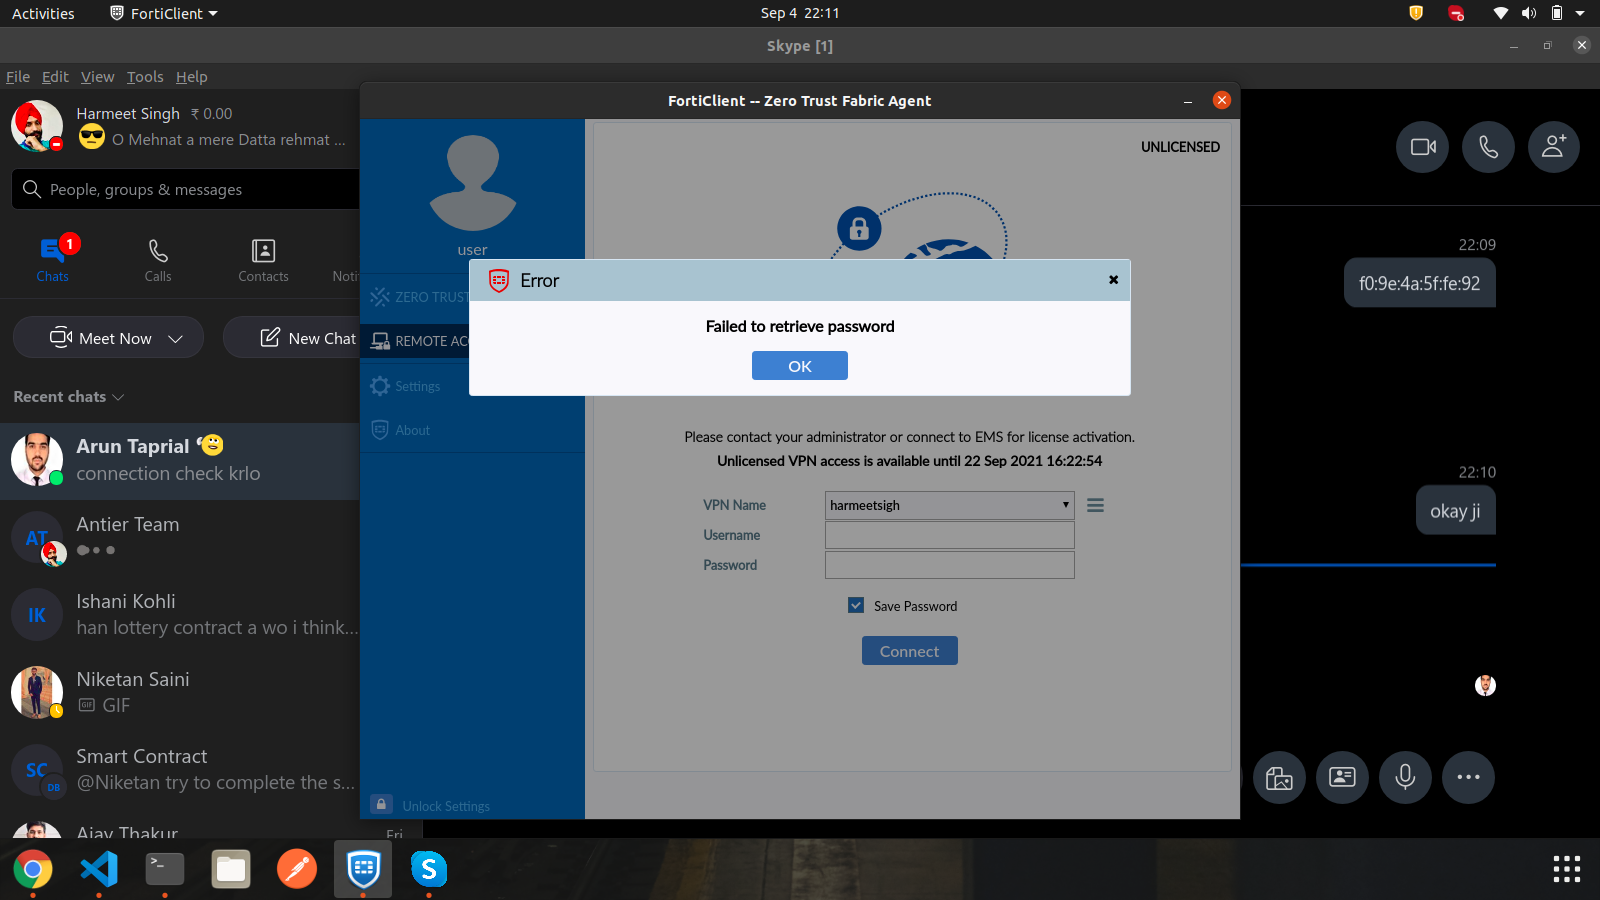 Activities
FortiClient
Sep 4 22:11
Skype [1]
File Edit View Tools Help
Harmeet Singh ₹ 0.00
O Mehnat a mere Datta rehmat ...
People, groups & messages
1
Chats
Calls
Contacts
Noti
Meet Now
New Chat
Recent chats
Arun Taprial
connection check krlo
AT
Antier Team
IK
Ishani Kohli
han lottery contract a wo i think...
Niketan Saini
GIF GIF
SC
DB
Smart Contract
@Niketan try to complete the s...
Ajay Thakur
Fri
FortiClient -- Zero Trust Fabric Agent
user
ZERO TRUST
REMOTE ACC
Settings
About
Unlock Settings
UNLICENSED
Error
Failed to retrieve password
OK
Please contact your administrator or connect to EMS for license activation.
Unlicensed VPN access is available until 22 Sep 2021 16:22:54
VPN Name harmeetsigh
Username
Password
Save Password
Connect
22:09
f0:9e:4a:5f:fe:92
22:10
okay ji